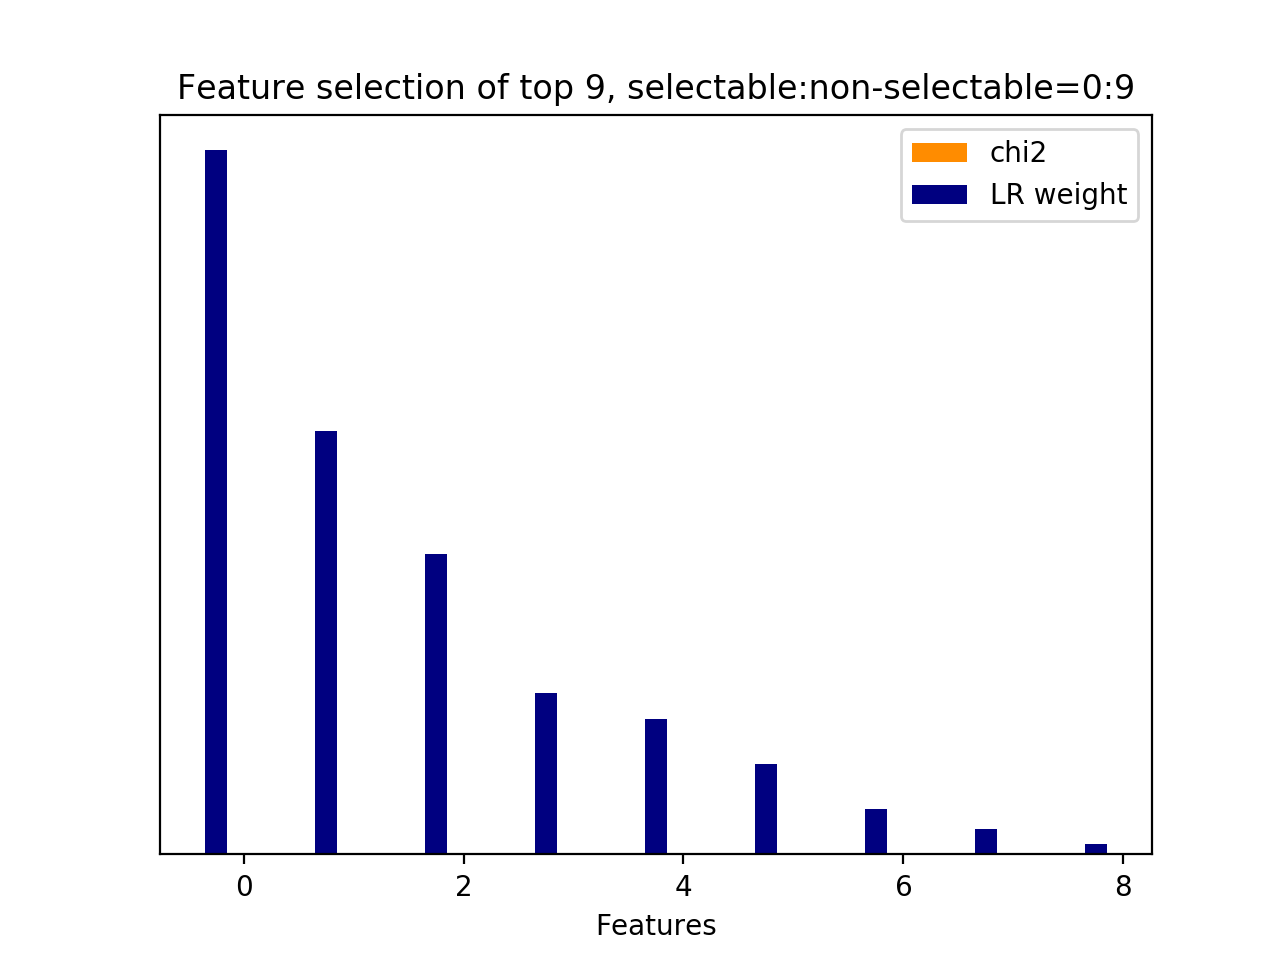 Feature selection of top 9, selectable:non-selectable=0:9
chi2
LR weight
0 2 4 6 8
Features